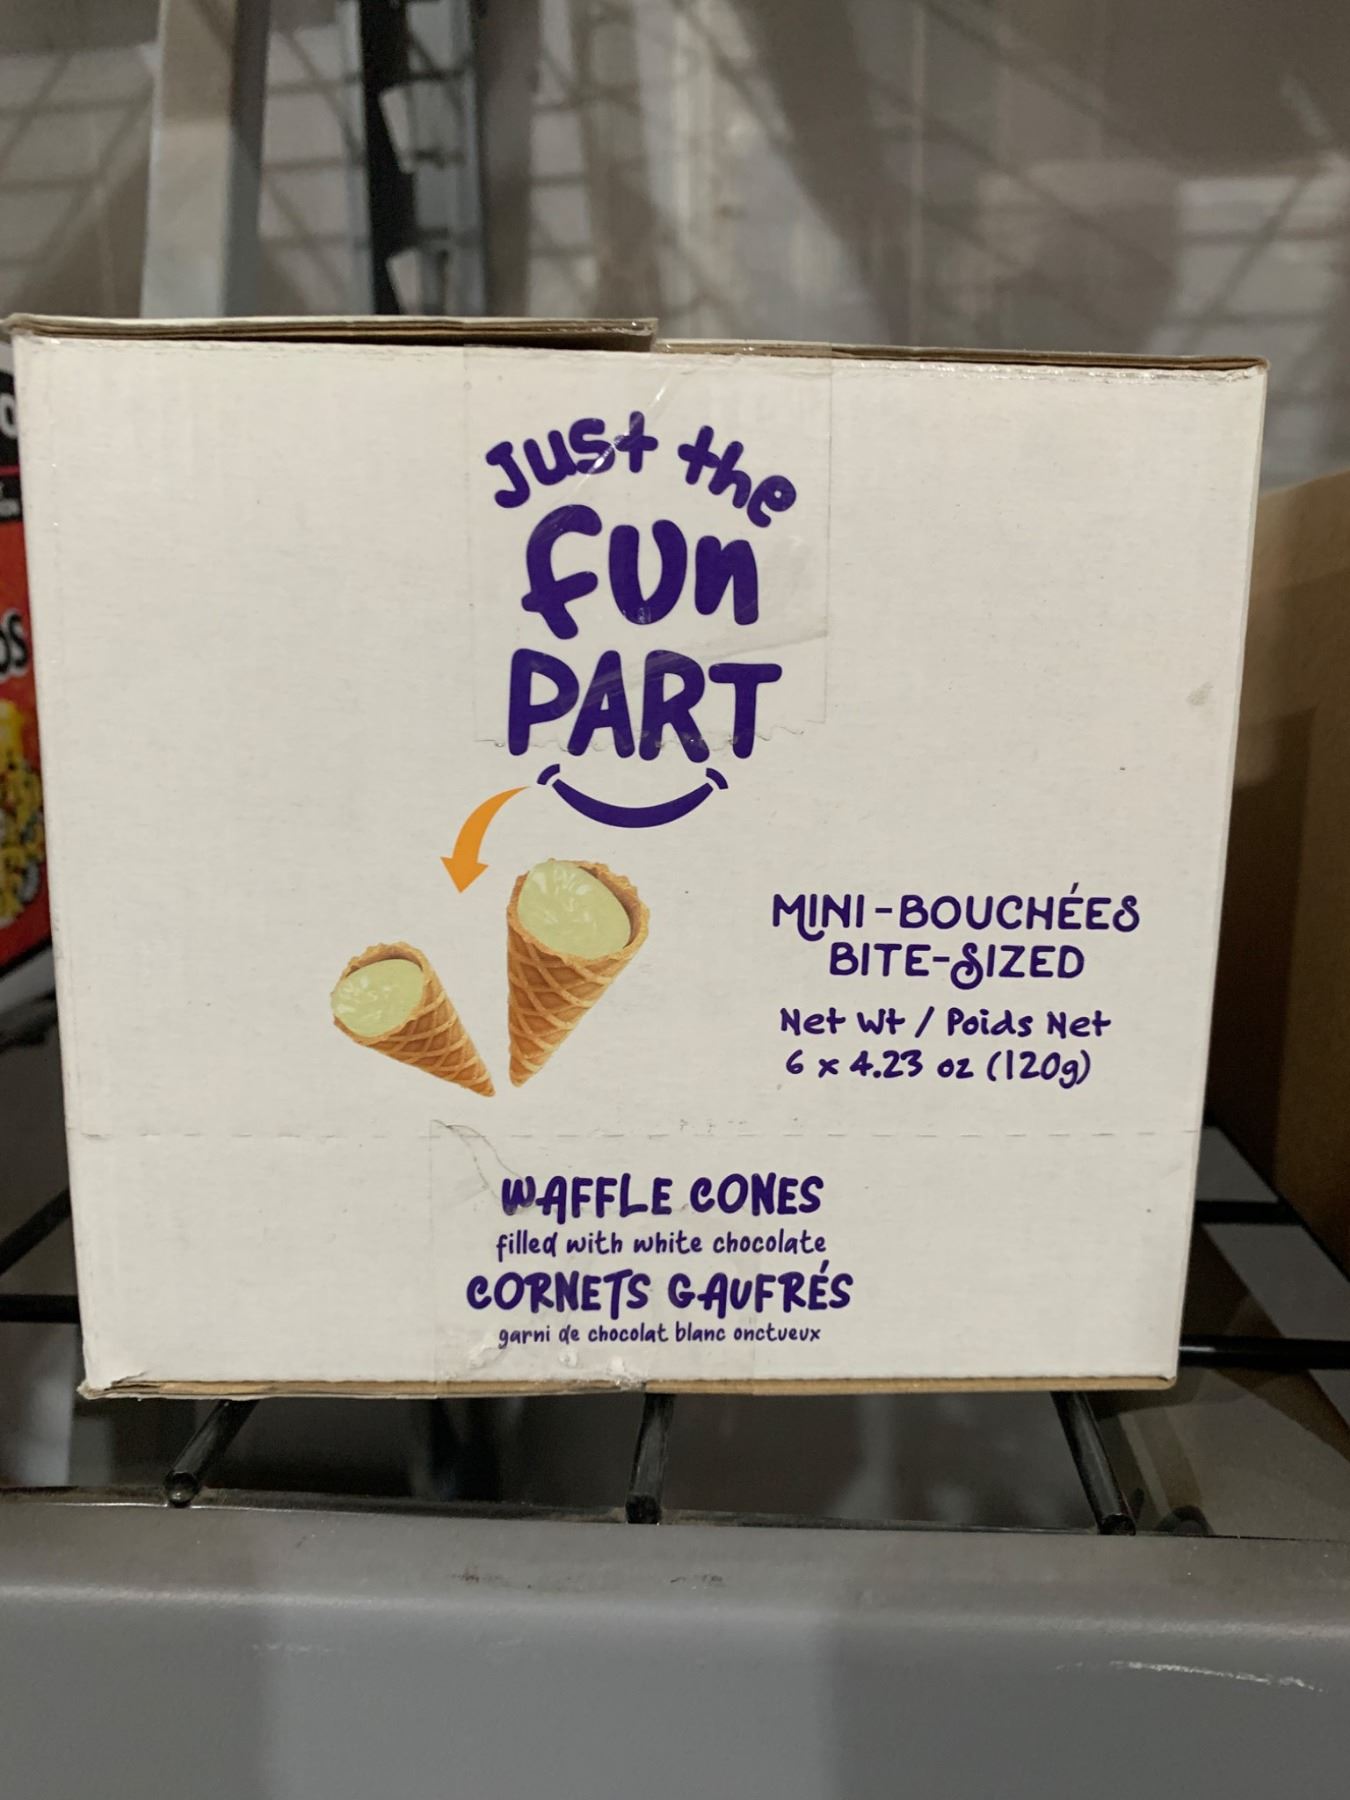 Just the
fun
PART
MINI-BOUCHÉES
BITE-SIZED
Net Wt / Poids Net
6 x 4.23 oz (120g)
WAFFLE CONES
filled with white chocolate
CORNETS GAUFRÉS
garni de chocolat blanc onctueux